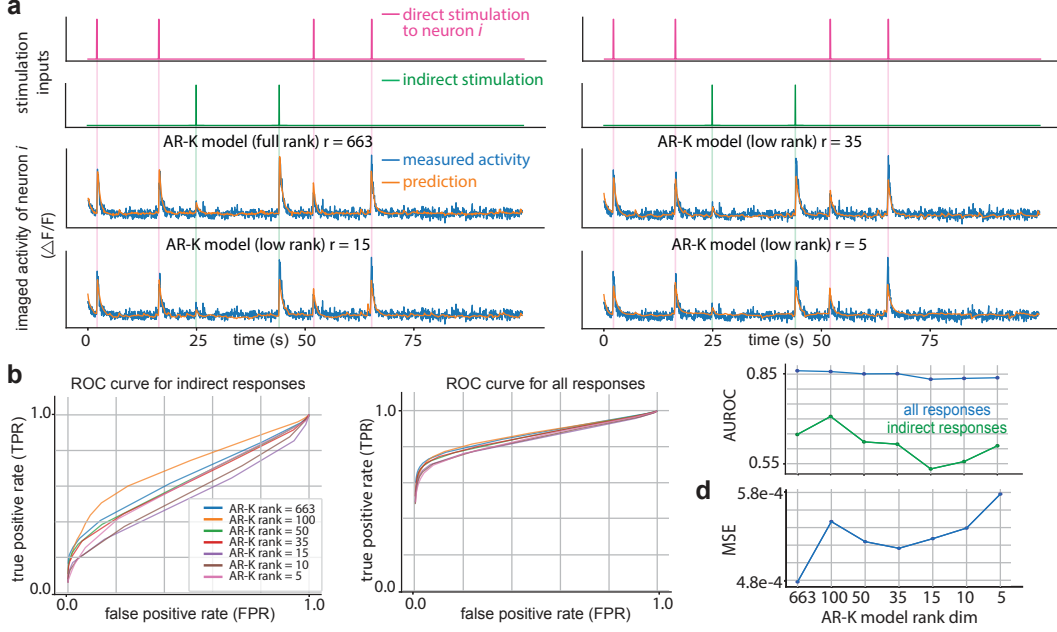 a
direct stimulation
to neuron i
stimulation
inputs
indirect stimulation
AR-K model (full rank) r = 663
AR-K model (low rank) r = 35
measured activity
prediction
imaged activity of neuron i
(△F/F)
AR-K model (low rank) r = 15
AR-K model (low rank) r = 5
0 25 50 75
time (s)
0 25 50 75
time (s)
b
ROC curve for indirect responses
1.0
true positive rate (TPR)
0.0
AR-K rank = 663
AR-K rank = 100
AR-K rank = 50
AR-K rank = 35
AR-K rank = 15
AR-K rank = 10
AR-K rank = 5
0.0 1.0
false positive rate (FPR)
ROC curve for all responses
1.0
true positive rate (TPR)
0.0
0.0 1.0
false positive rate (FPR)
0.85
AUROC
0.55
all responses
indirect responses
d
5.8e-4
MSE
4.8e-4
663 100 50 35 15 10 5
AR-K model rank dim